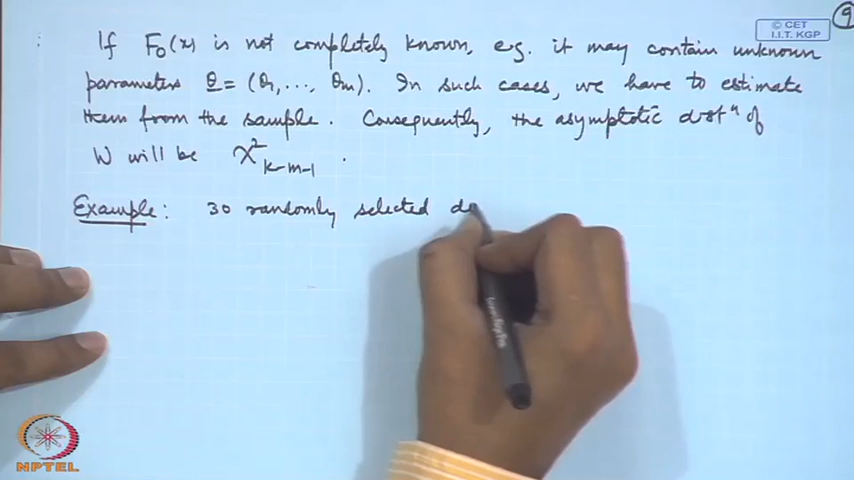 9
© CET
I.I.T. KGP
If F₀(x) is not completely known, e.g. it may contain unknown
parameters θ = (θ₁, ..., θₘ). In such cases, we have to estimate
them from the sample. Consequently, the asymptotic distⁿ of
W will be χ²ₖ₋ₘ₋₁.
Example: 30 randomly selected
NPTEL